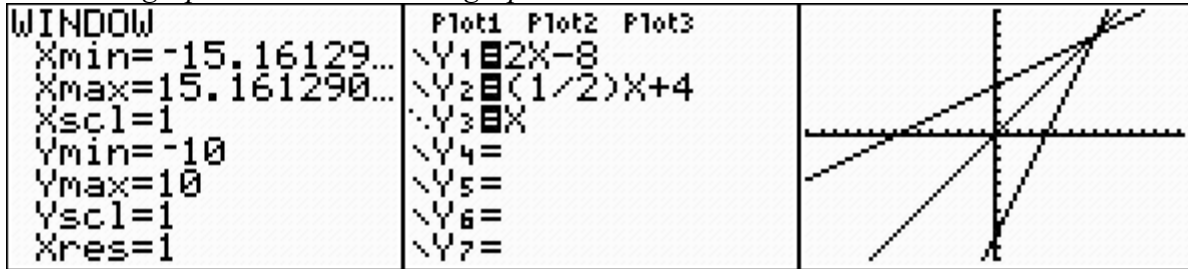 WINDOW
Xmin=-15.16129...
Xmax=15.161290...
Xscl=1
Ymin=-10
Ymax=10
Yscl=1
Xres=1
Plot1 Plot2 Plot3
\Y1=2X-8
\Y2=(1/2)X+4
Y3=X
\Y4=
\Y5=
\Y6=
\Y7=